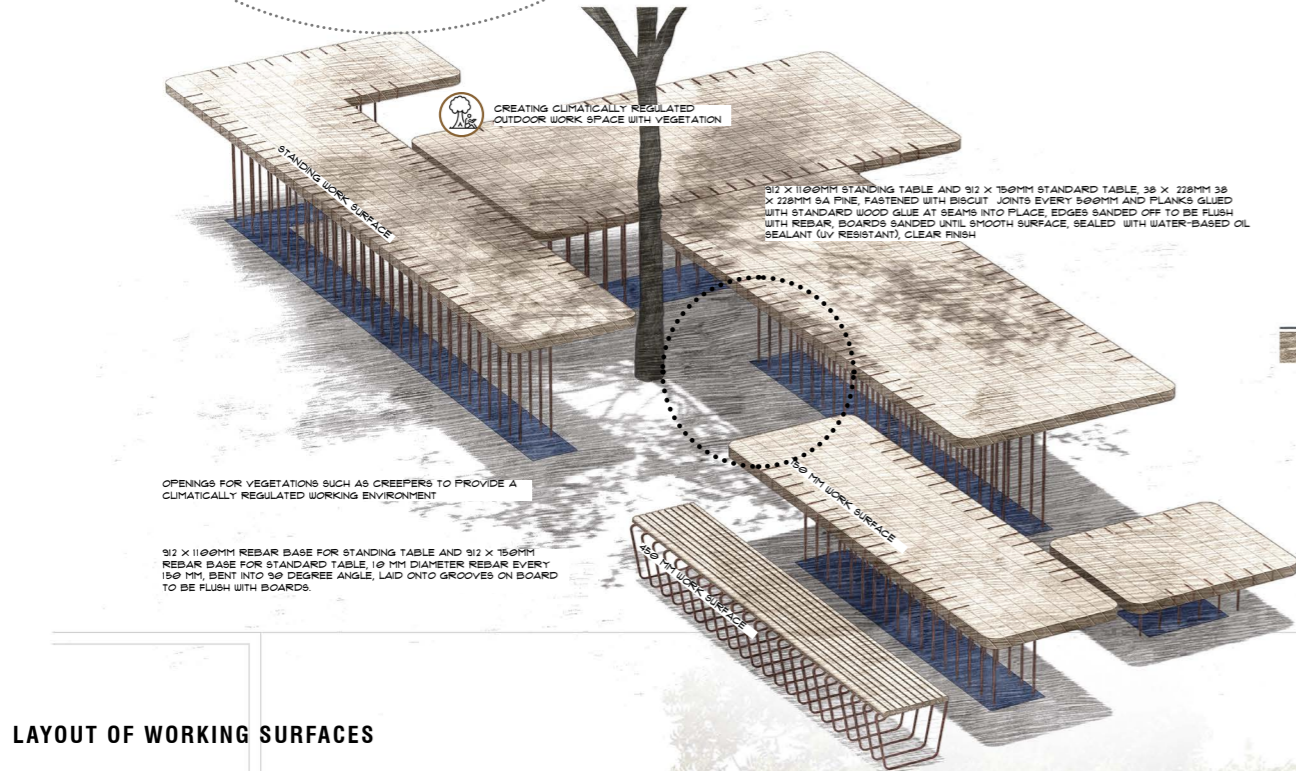 CREATING CLIMATICALLY REGULATED
OUTDOOR WORK SPACE WITH VEGETATION
STANDING WORK SURFACE
912 X 1100MM STANDING TABLE AND 912 X 750MM STANDARD TABLE, 38 X 228MM 38
X 228MM SA PINE, FASTENED WITH BISCUIT JOINTS EVERY 500MM AND PLANKS GLUED
WITH STANDARD WOOD GLUE AT SEAMS INTO PLACE, EDGES SANDED OFF TO BE FLUSH
WITH REBAR, BOARDS SANDED UNTIL SMOOTH SURFACE, SEALED WITH WATER-BASED OIL
SEALANT (UV RESISTANT), CLEAR FINISH
750 MM WORK SURFACE
OPENINGS FOR VEGETATIONS SUCH AS CREEPERS TO PROVIDE A
CLIMATICALLY REGULATED WORKING ENVIRONMENT
450 MM WORK SURFACE
912 X 1100MM REBAR BASE FOR STANDING TABLE AND 912 X 750MM
REBAR BASE FOR STANDARD TABLE, 10 MM DIAMETER REBAR EVERY
150 MM, BENT INTO 90 DEGREE ANGLE, LAID ONTO GROOVES ON BOARD
TO BE FLUSH WITH BOARDS.
LAYOUT OF WORKING SURFACES